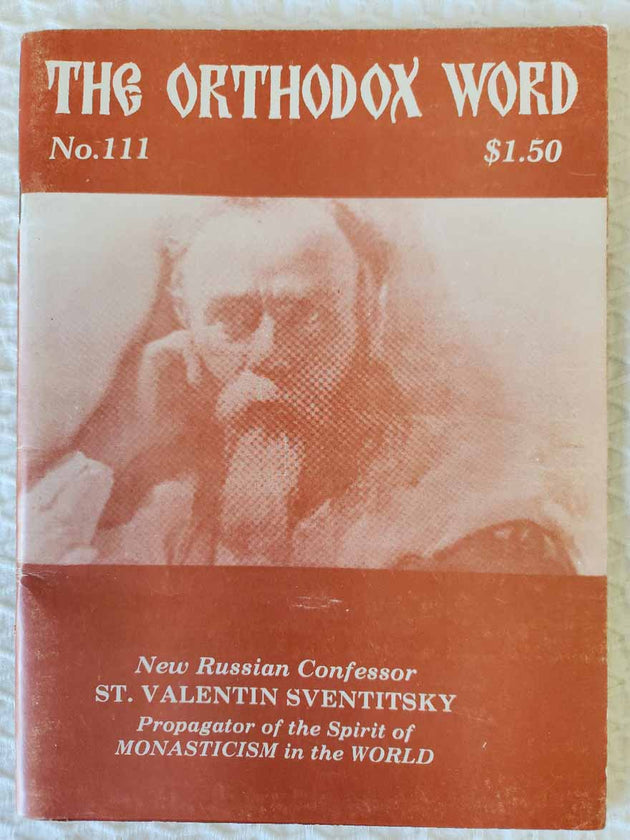 THE ORTHODOX WORD
No.111 $1.50
New Russian Confessor
ST. VALENTIN SVENTITSKY
Propagator of the Spirit of
MONASTICISM in the WORLD